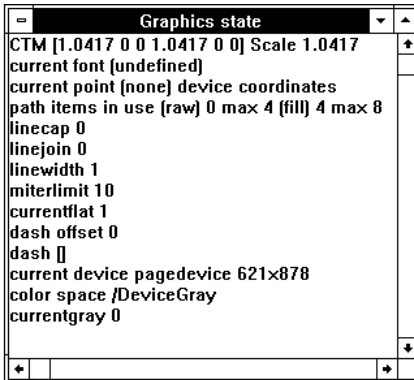 Graphics state
CTM [1.0417 0 0 1.0417 0 0] Scale 1.0417
current font (undefined)
current point (none) device coordinates
path items in use (raw) 0 max 4 (fill) 4 max 8
linecap 0
linejoin 0
linewidth 1
miterlimit 10
currentflat 1
dash offset 0
dash []
current device pagedevice 621x878
color space /DeviceGray
currentgray 0